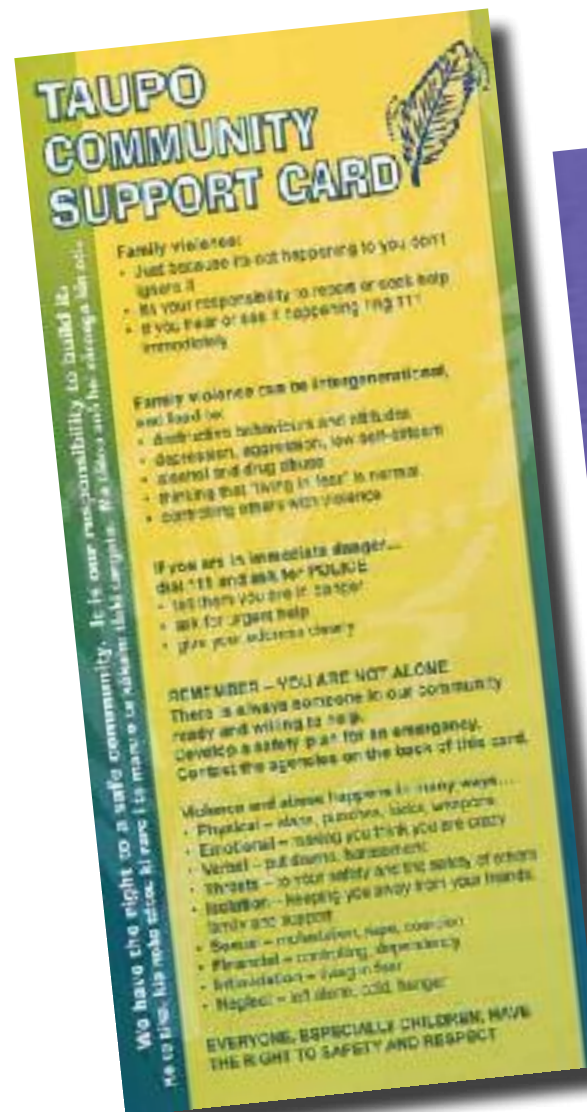 TAUPO
COMMUNITY
SUPPORT CARD
Family violence:
• Just because its not happening to you don't
ignore it
• It's your responsibility to report or seek help
• If you hear or see it happening ring 111
immediately
Family violence can be intergenerational,
and lead to:
• destructive behaviours and attitudes
• depression, aggression, low self-esteem
• alcohol and drug abuse
• thinking that "living in fear" is normal
• controlling others with violence
If you are in immediate danger...
dial 111 and ask for POLICE
• tell them you are in danger
• ask for urgent help
• give your address clearly
REMEMBER – YOU ARE NOT ALONE
There is always someone in our community
ready and willing to help.
Develop a safety plan for an emergency.
Contact the agencies on the back of this card.
Violence and abuse happens in many ways....
• Physical – slaps, punches, kicks, weapons
• Emotional – making you think you are crazy
• Verbal – put downs, harassment
• Threats – to your safety and the safety of others
• Isolation – keeping you away from your friends,
family and support
• Sexual – molestation, rape, coercion
• Financial – controlling, dependency
• Intimidation – living in fear
• Neglect – left alone, cold, hunger
EVERYONE, ESPECIALLY CHILDREN, HAVE
THE RIGHT TO SAFETY AND RESPECT
We have the right to a safe community. It is our responsibility to build it.